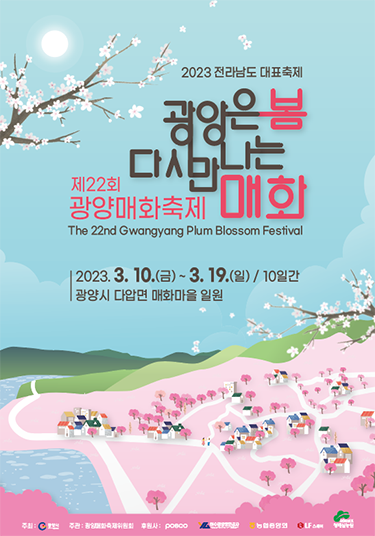 2023 전라남도 대표축제
광양은 봄
다시만나는
매화
제22회
광양매화축제
The 22nd Gwangyang Plum Blossom Festival
2023. 3. 10.(금) ~ 3. 19.(일) / 10일간
광양시 다압면 매화마을 일원
주최 : 광양시 주관 : 광양매화축제위원회 후원사 : posco